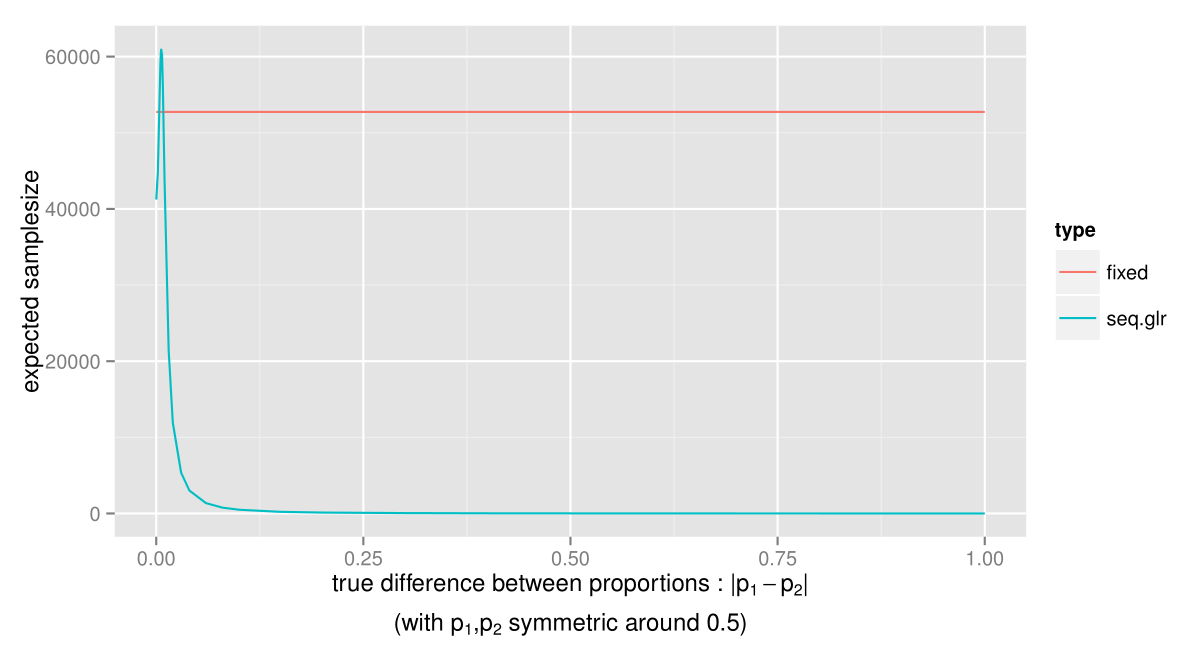 expected samplesize
60000
40000
20000
0
0.00 0.25 0.50 0.75 1.00
true difference between proportions : |p₁ − p₂|
(with p₁,p₂ symmetric around 0.5)
type
fixed
seq.glr